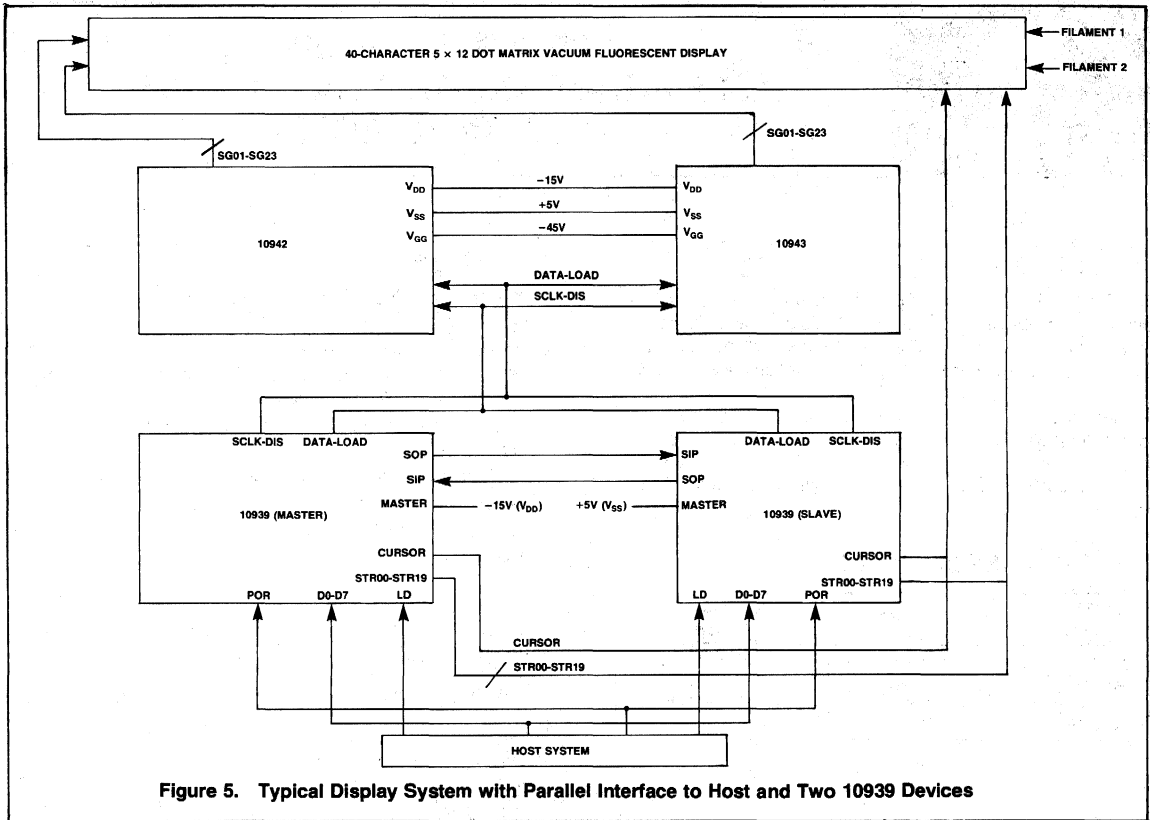 FILAMENT 1
40-CHARACTER 5 × 12 DOT MATRIX VACUUM FLUORESCENT DISPLAY
FILAMENT 2
SG01-SG23
SG01-SG23
VDD
-15V
VDD
VSS
+5V
VSS
VGG
-45V
VGG
10942
10943
DATA-LOAD
SCLK-DIS
SCLK-DIS DATA-LOAD
DATA-LOAD SCLK-DIS
SOP
SIP
SIP
SOP
MASTER
-15V (VDD)
+5V (VSS)
MASTER
10939 (MASTER)
10939 (SLAVE)
CURSOR
CURSOR
STR00-STR19
STR00-STR19
POR D0-D7 LD
LD D0-D7 POR
CURSOR
STR00-STR19
HOST SYSTEM
Figure 5. Typical Display System with Parallel Interface to Host and Two 10939 Devices